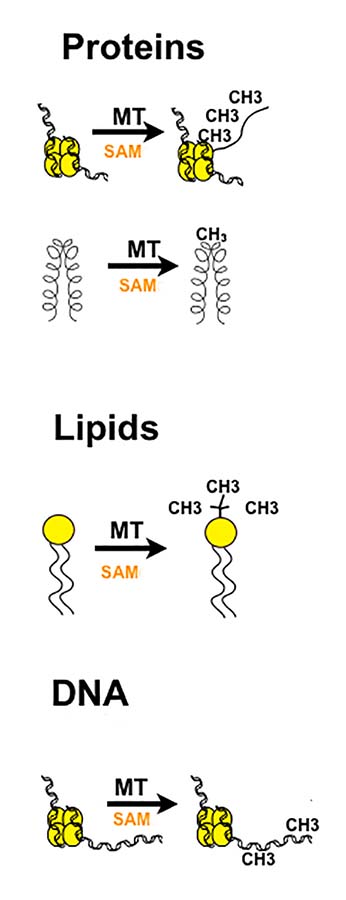 Proteins
CH3
CH3
MT
CH3
SAM
CH3
MT
SAM
Lipids
CH3
CH3 CH3
MT
SAM
DNA
MT
SAM
CH3
CH3